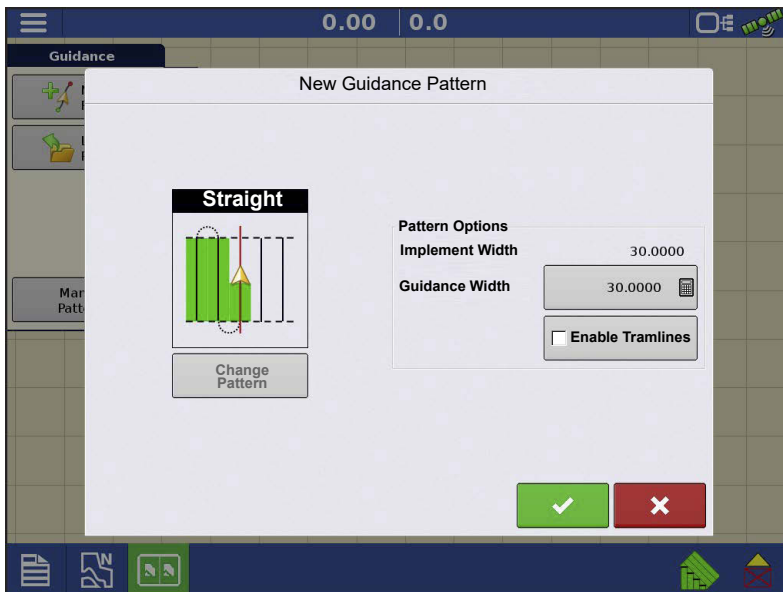 0.00 0.0
Guidance
New Guidance Pattern
Straight
Pattern Options
Implement Width 30.0000
Guidance Width 30.0000
Enable Tramlines
Change
Pattern
N